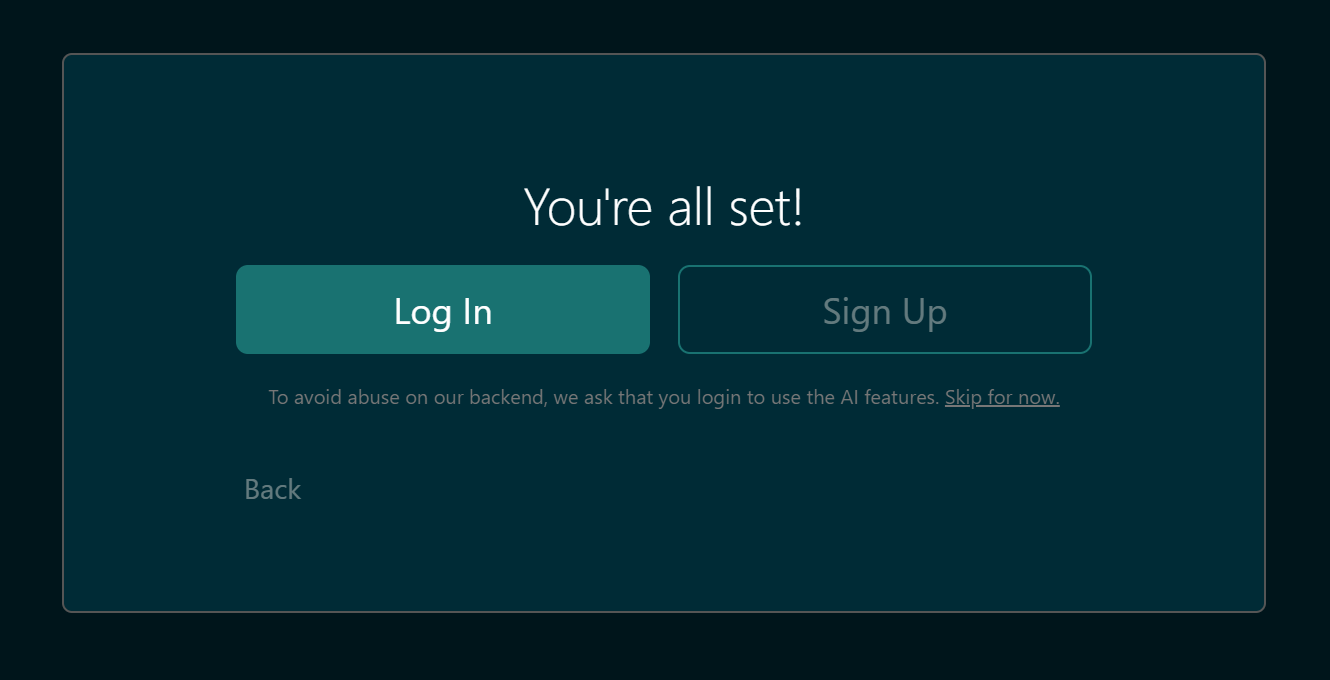 You're all set!
Log In
Sign Up
To avoid abuse on our backend, we ask that you login to use the AI features. Skip for now.
Back